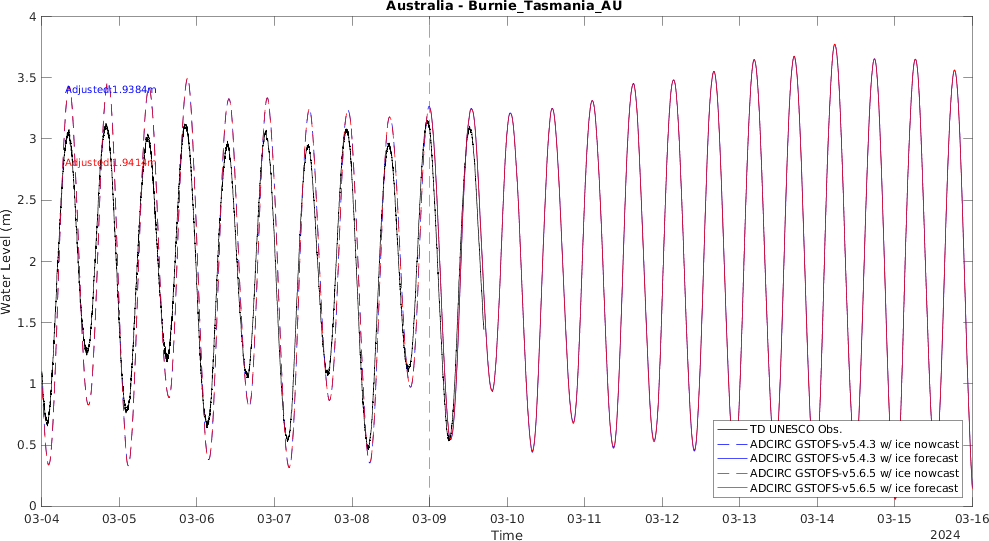 Australia - Burnie_Tasmania_AU
4
3.5
3
2.5
2
1.5
1
0.5
0
Water Level (m)
Adjusted:1.9384m
Adjusted:1.9413m
TD UNESCO Obs.
ADCIRC GSTOFS-v5.4.3 w/ ice nowcast
ADCIRC GSTOFS-v5.4.3 w/ ice forecast
ADCIRC GSTOFS-v5.6.5 w/ ice nowcast
ADCIRC GSTOFS-v5.6.5 w/ ice forecast
03-04 03-05 03-06 03-07 03-08 03-09 03-10 03-11 03-12 03-13 03-14 03-15 03-16
Time
2024